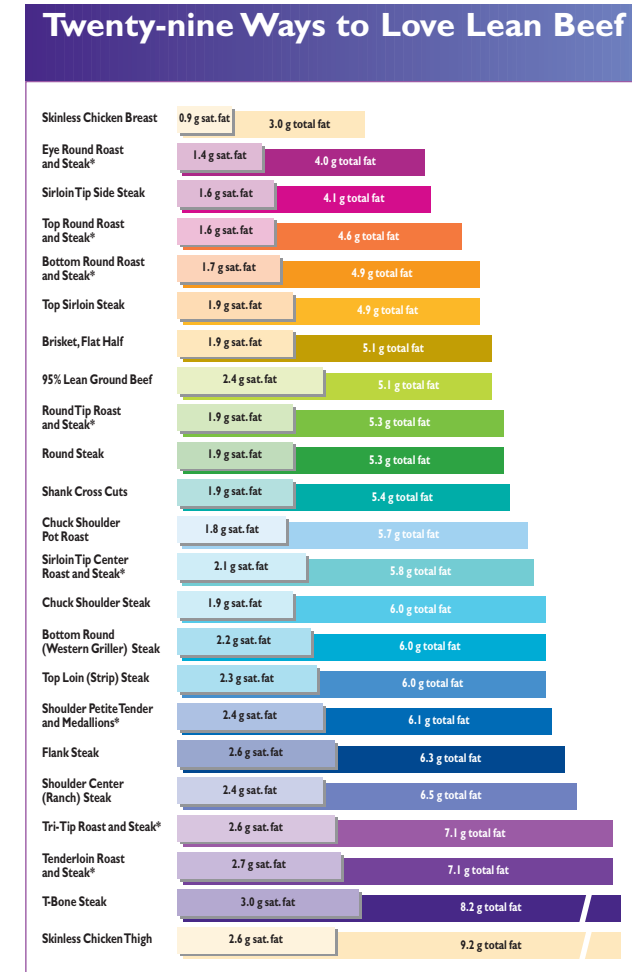 Twenty-nine Ways to Love Lean Beef
Skinless Chicken Breast 0.9 g sat. fat 3.0 g total fat
Eye Round Roast
and Steak* 1.4 g sat. fat 4.0 g total fat
Sirloin Tip Side Steak 1.6 g sat. fat 4.1 g total fat
Top Round Roast
and Steak* 1.6 g sat. fat 4.6 g total fat
Bottom Round Roast
and Steak* 1.7 g sat. fat 4.9 g total fat
Top Sirloin Steak 1.9 g sat. fat 4.9 g total fat
Brisket, Flat Half 1.9 g sat. fat 5.1 g total fat
95% Lean Ground Beef 2.4 g sat. fat 5.1 g total fat
Round Tip Roast
and Steak* 1.9 g sat. fat 5.3 g total fat
Round Steak 1.9 g sat. fat 5.3 g total fat
Shank Cross Cuts 1.9 g sat. fat 5.4 g total fat
Chuck Shoulder
Pot Roast 1.8 g sat. fat 5.7 g total fat
Sirloin Tip Center
Roast and Steak* 2.1 g sat. fat 5.8 g total fat
Chuck Shoulder Steak 1.9 g sat. fat 6.0 g total fat
Bottom Round
(Western Griller) Steak 2.2 g sat. fat 6.0 g total fat
Top Loin (Strip) Steak 2.3 g sat. fat 6.0 g total fat
Shoulder Petite Tender
and Medallions* 2.4 g sat. fat 6.1 g total fat
Flank Steak 2.6 g sat. fat 6.3 g total fat
Shoulder Center
(Ranch) Steak 2.4 g sat. fat 6.5 g total fat
Tri-Tip Roast and Steak* 2.6 g sat. fat 7.1 g total fat
Tenderloin Roast
and Steak* 2.7 g sat. fat 7.1 g total fat
T-Bone Steak 3.0 g sat. fat 8.2 g total fat
Skinless Chicken Thigh 2.6 g sat. fat 9.2 g total fat